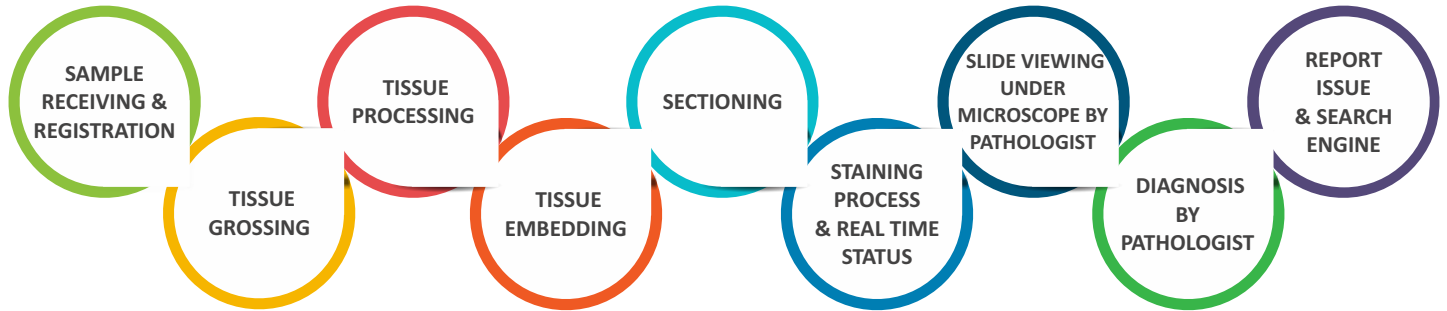 SAMPLE
RECEIVING &
REGISTRATION
TISSUE
GROSSING
TISSUE
PROCESSING
TISSUE
EMBEDDING
SECTIONING
STAINING
PROCESS
& REAL TIME
STATUS
SLIDE VIEWING
UNDER
MICROSCOPE BY
PATHOLOGIST
DIAGNOSIS
BY
PATHOLOGIST
REPORT
ISSUE
& SEARCH
ENGINE